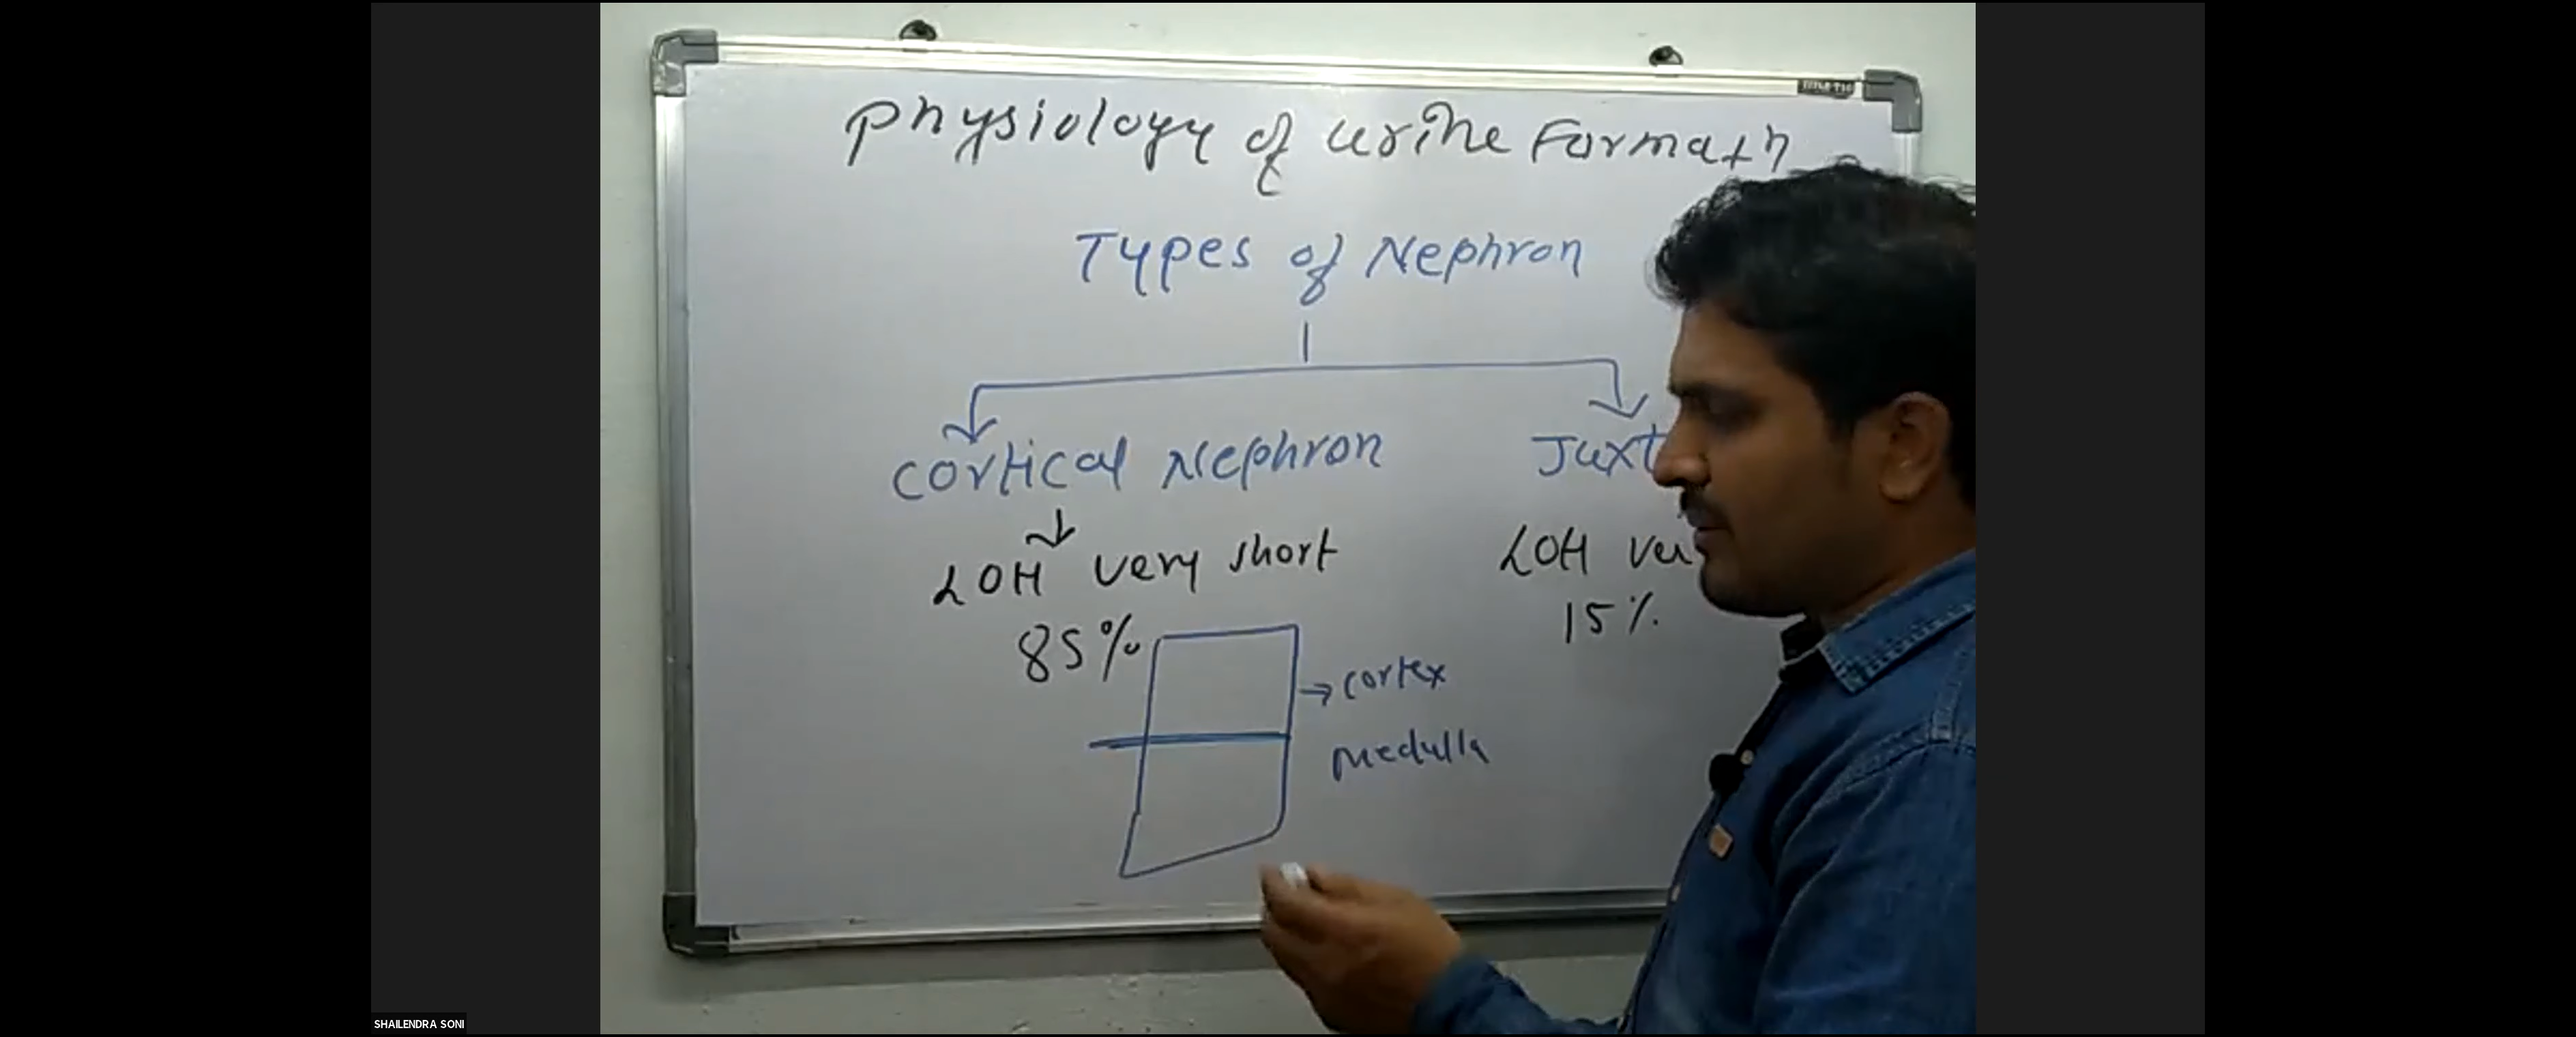 Physiology of urine Formatn
Types of Nephron
Cortical Nephron
Juxt
LOH very short
LOH ver
85%
15%
→ cortex
medulla
SHAILENDRA SONI